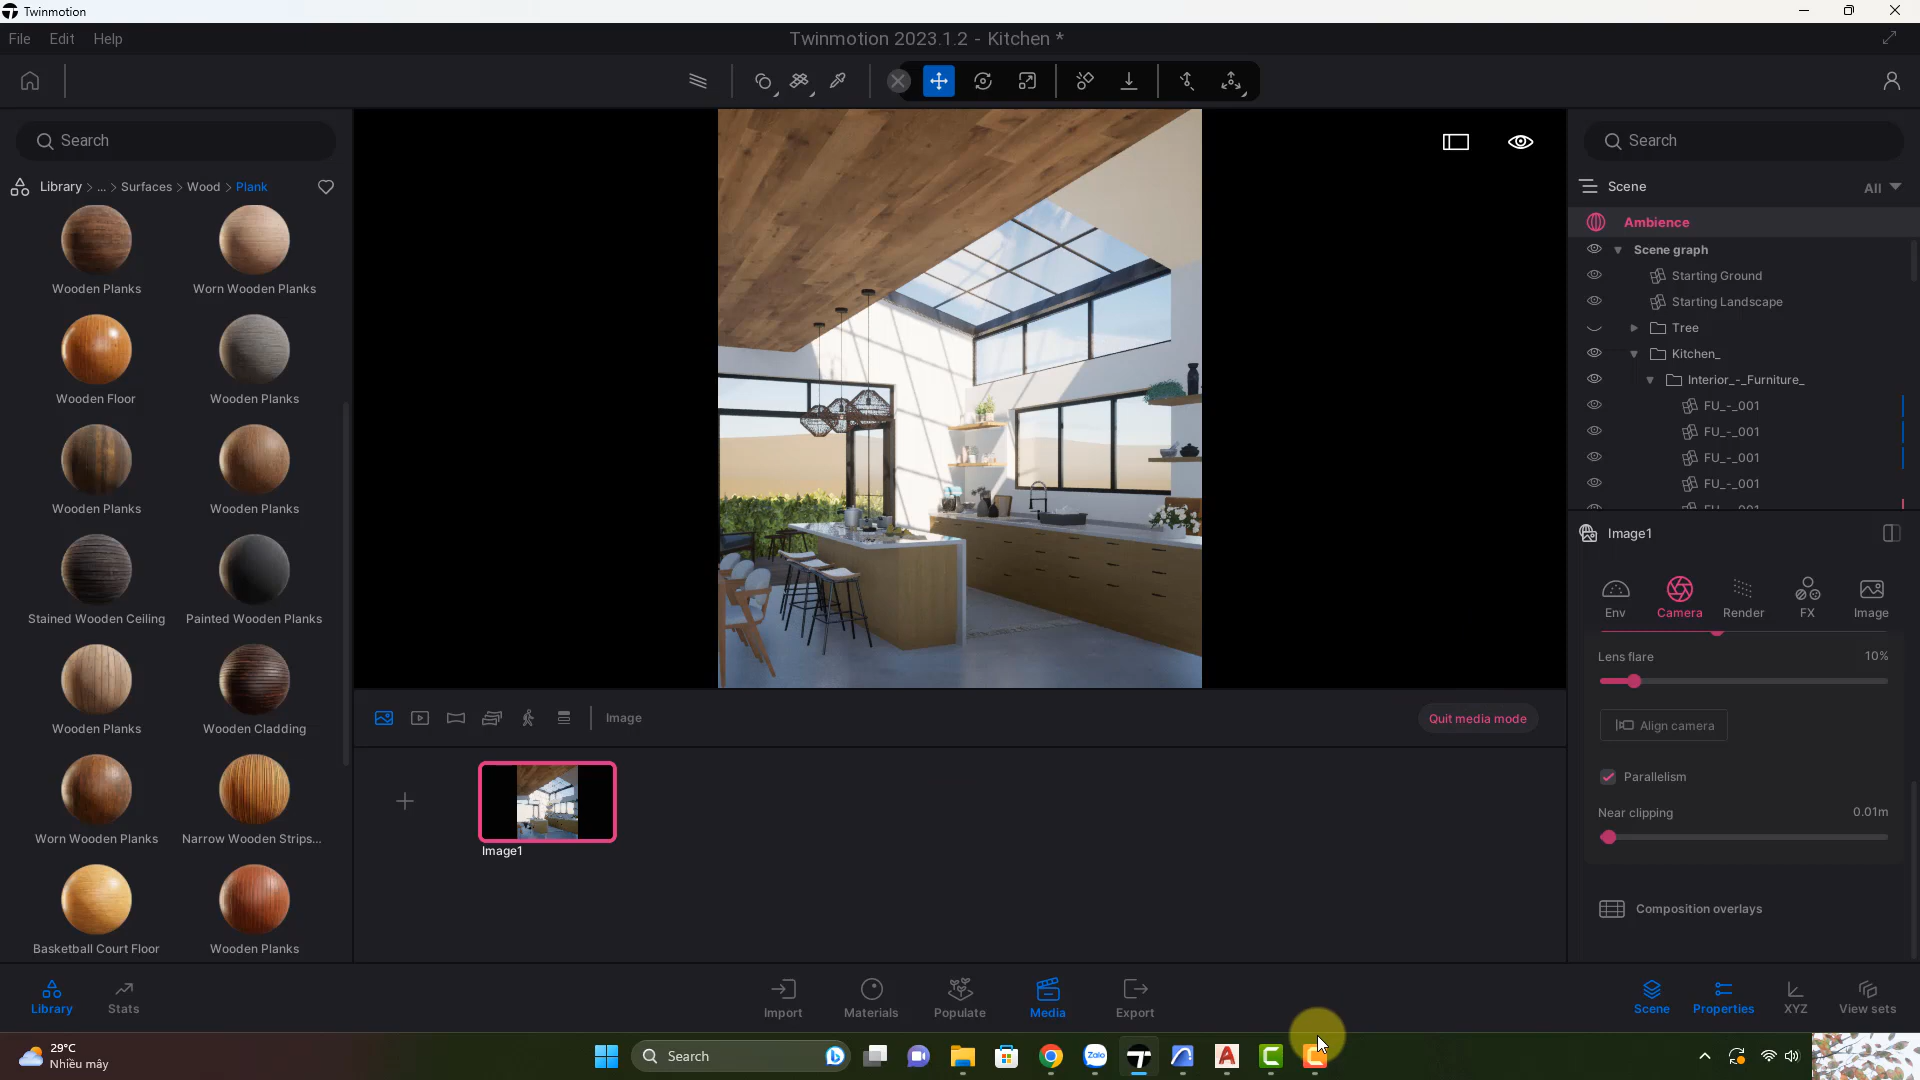 Twinmotion
File Edit Help
Twinmotion 2023.1.2 - Kitchen *
Search
Library > ... > Surfaces > Wood > Plank
Wooden Planks
Worn Wooden Planks
Wooden Floor
Wooden Planks
Wooden Planks
Wooden Planks
Stained Wooden Ceiling
Painted Wooden Planks
Wooden Planks
Wooden Cladding
Worn Wooden Planks
Narrow Wooden Strips...
Basketball Court Floor
Wooden Planks
Library
Stats
Image
Quit media mode
Image1
Import
Materials
Populate
Media
Export
Search
Scene
All
Ambience
Scene graph
Starting Ground
Starting Landscape
Tree
Kitchen_
Interior_-_Furniture_
FU_-_001
FU_-_001
FU_-_001
FU_-_001
Image1
Env
Camera
Render
FX
Image
Lens flare 10%
Align camera
Parallelism
Near clipping 0.01m
Composition overlays
Scene
Properties
XYZ
View sets
29°C
Nhiều mây
Search
Zalo